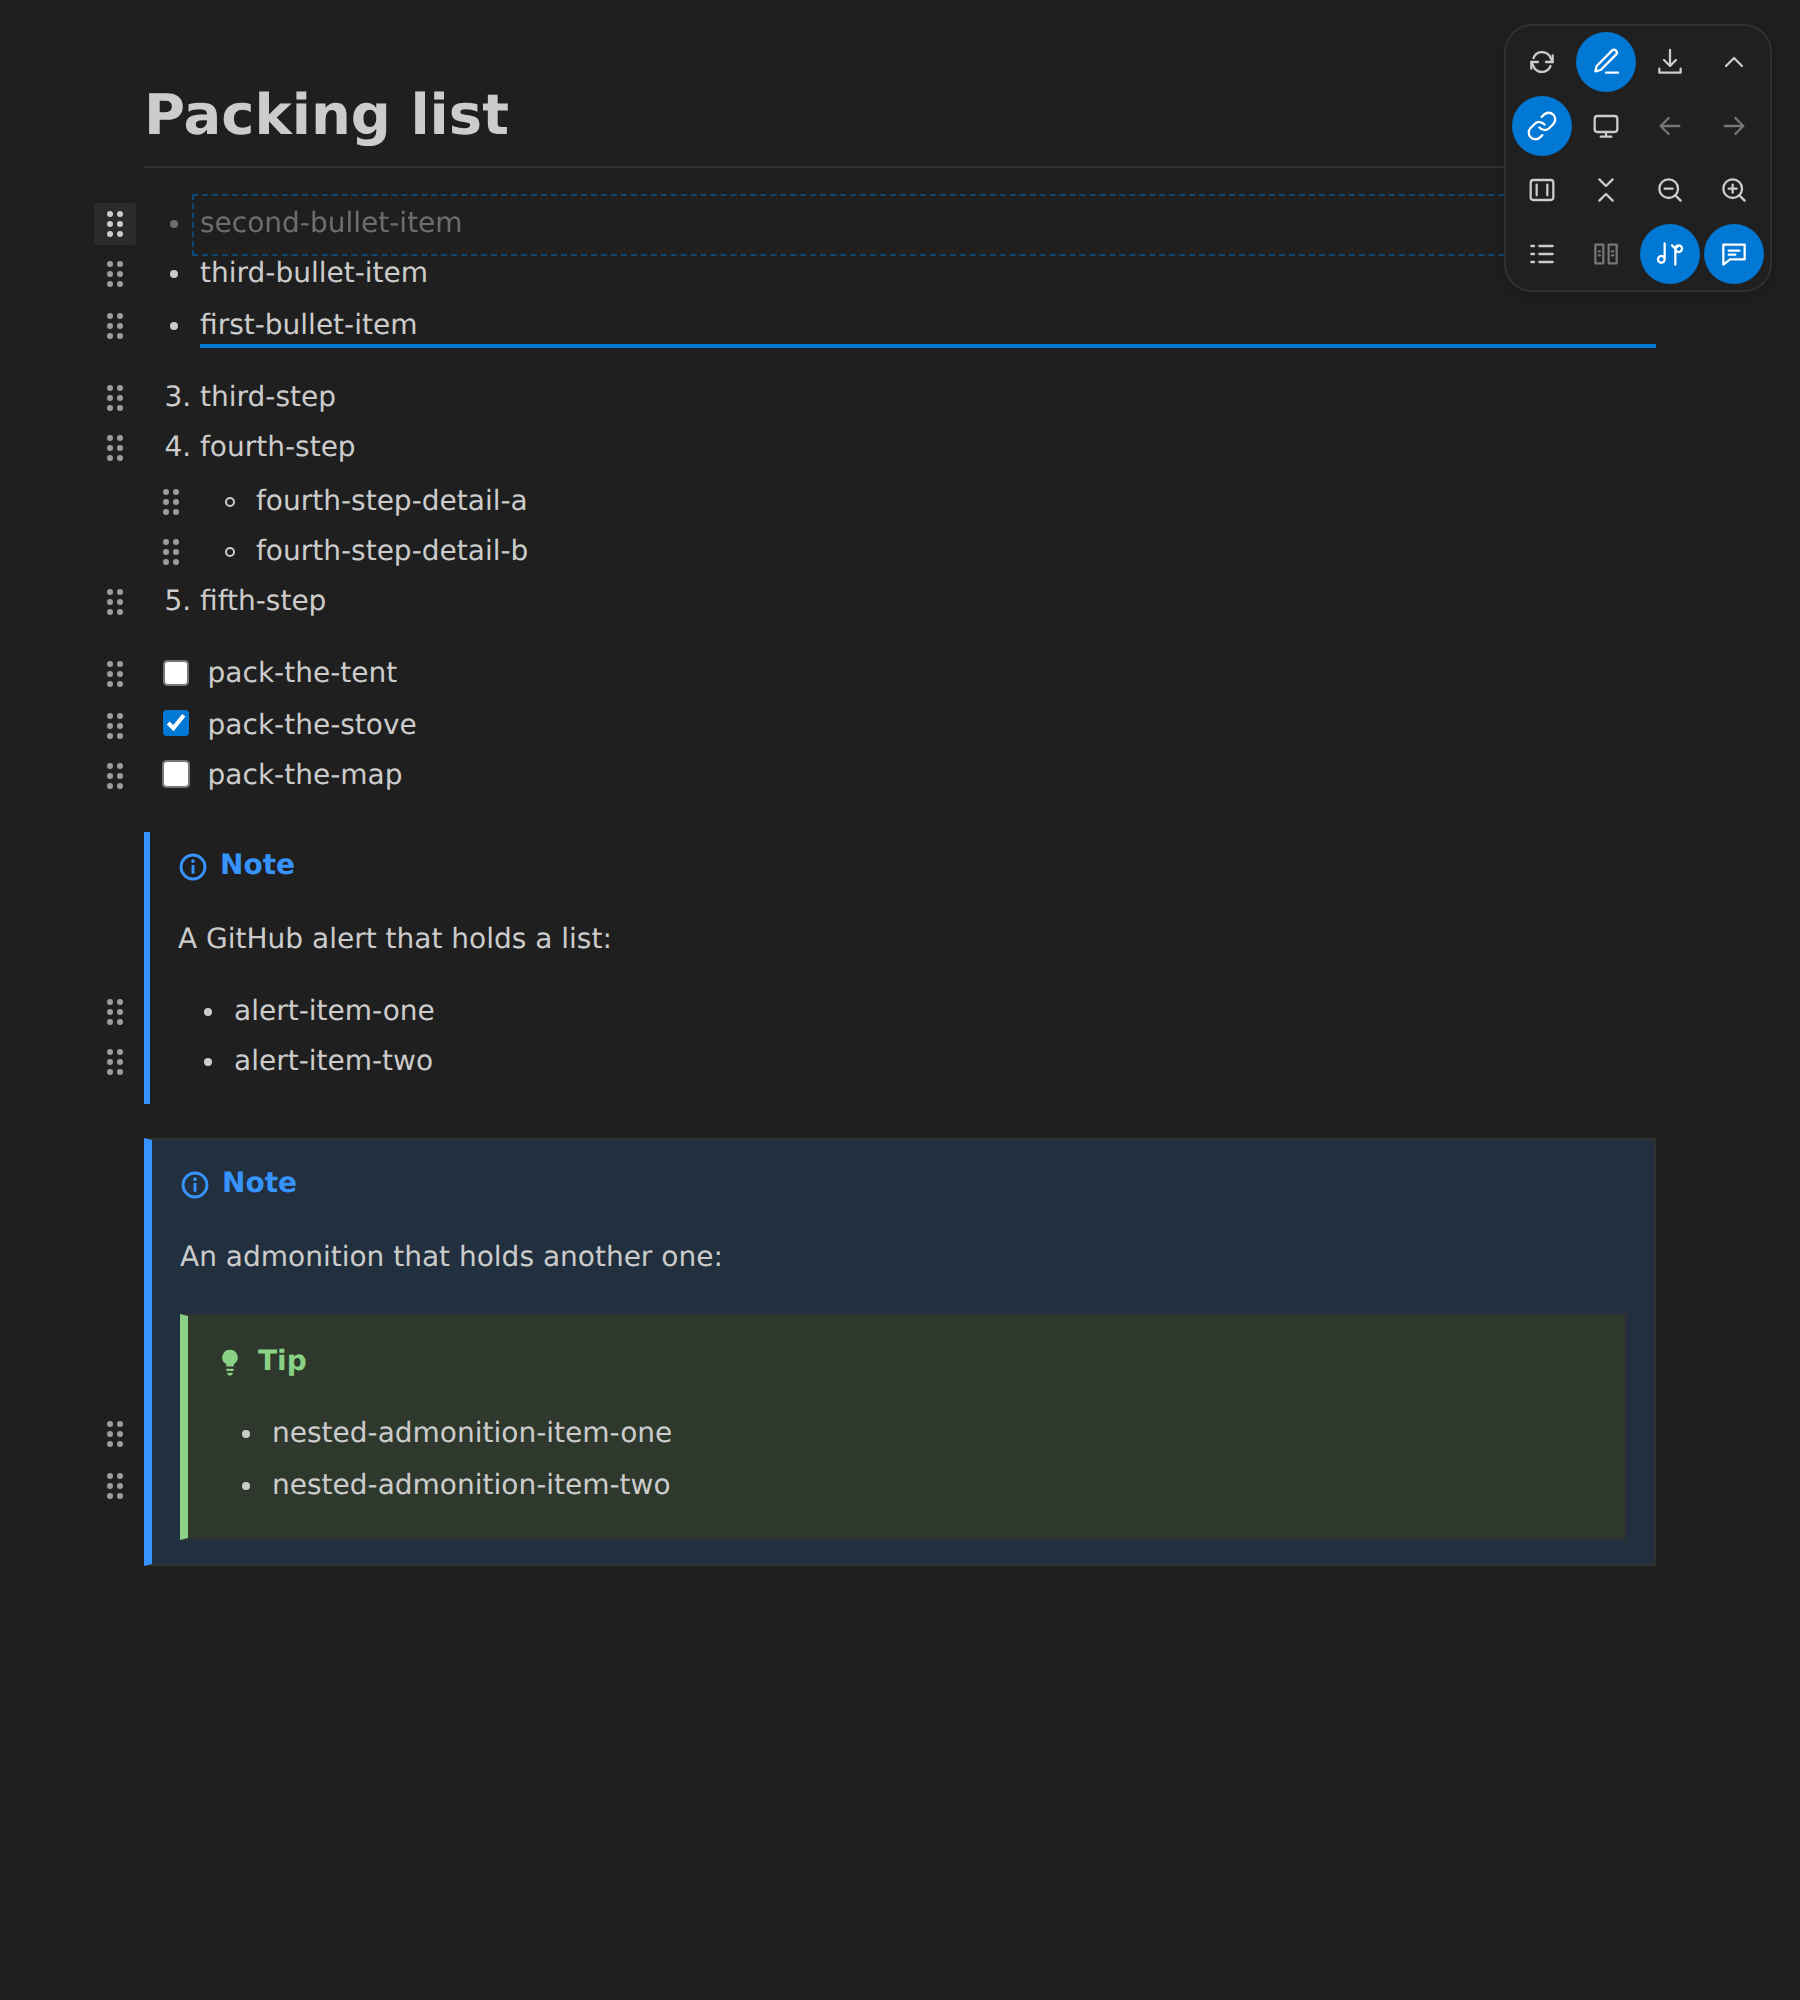 Packing list
second-bullet-item
third-bullet-item
first-bullet-item
3. third-step
4. fourth-step
fourth-step-detail-a
fourth-step-detail-b
5. fifth-step
pack-the-tent
pack-the-stove
pack-the-map
Note
A GitHub alert that holds a list:
alert-item-one
alert-item-two
Note
An admonition that holds another one:
Tip
nested-admonition-item-one
nested-admonition-item-two